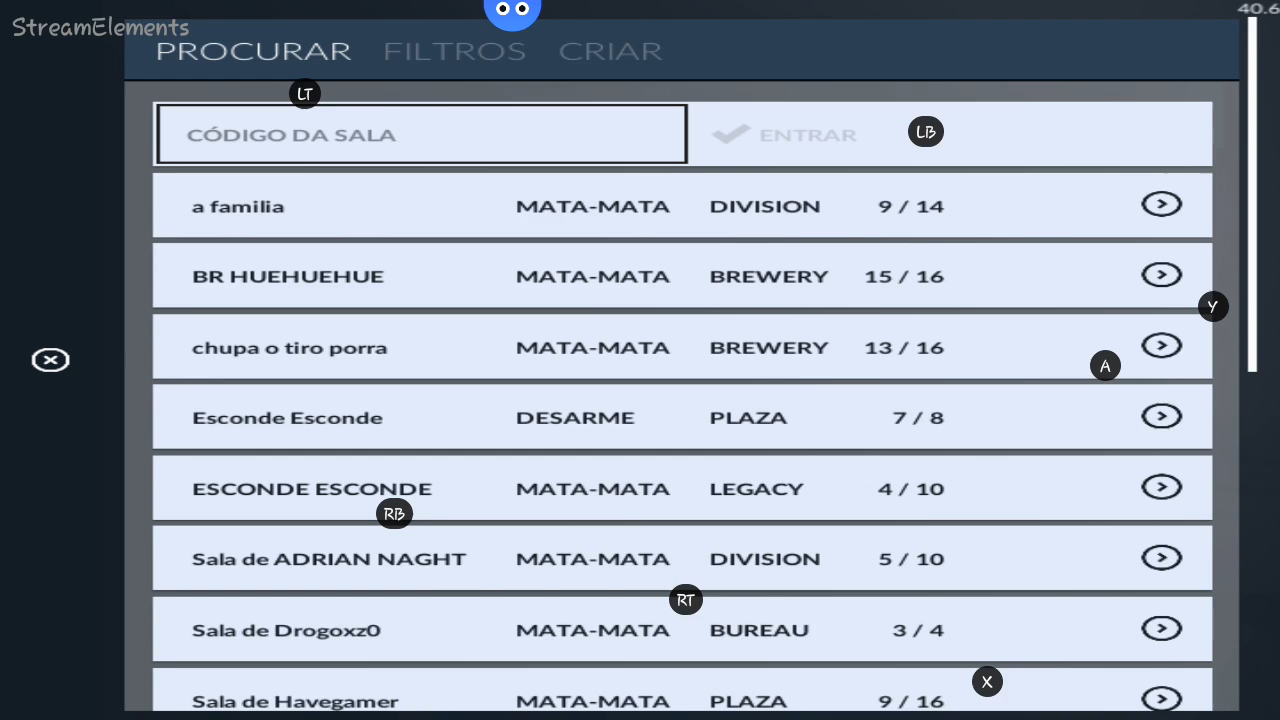 40.6
StreamElements
PROCURAR FILTROS CRIAR
LT
CÓDIGO DA SALA ENTRAR LB
a familia MATA-MATA DIVISION 9 / 14
BR HUEHUEHUE MATA-MATA BREWERY 15 / 16
Y
chupa o tiro porra MATA-MATA BREWERY 13 / 16
A
Esconde Esconde DESARME PLAZA 7 / 8
ESCONDE ESCONDE MATA-MATA LEGACY 4 / 10
RB
Sala de ADRIAN NAGHT MATA-MATA DIVISION 5 / 10
RT
Sala de Drogoxz0 MATA-MATA BUREAU 3 / 4
X
Sala de Havegamer MATA-MATA PLAZA 9 / 16